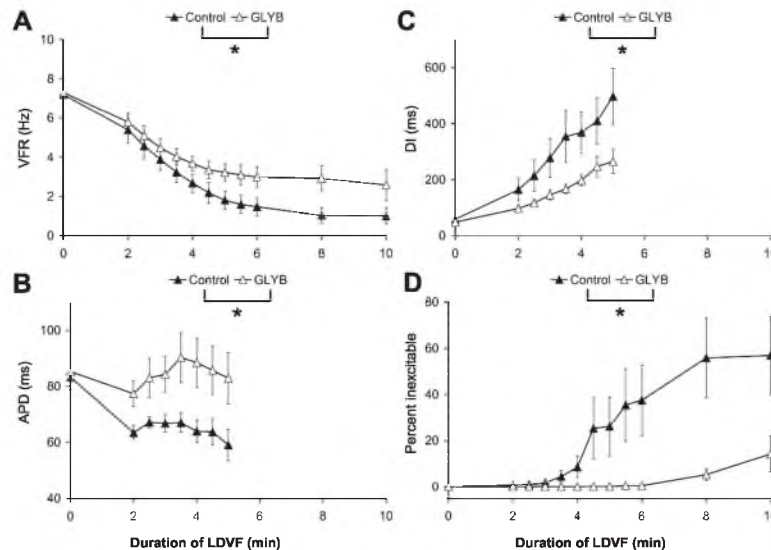 A
Control GLYB
*
8
6
4
2
0
VFR (Hz)
0 2 4 6 8 10
C
Control GLYB
*
600
400
200
0
DI (ms)
0 2 4 6 8 10
B
Control GLYB
*
100
80
60
40
APD (ms)
0 2 4 6 8 10
Duration of LDVF (min)
D
Control GLYB
*
80
60
40
20
0
Percent inexcitable
0 2 4 6 8 10
Duration of LDVF (min)